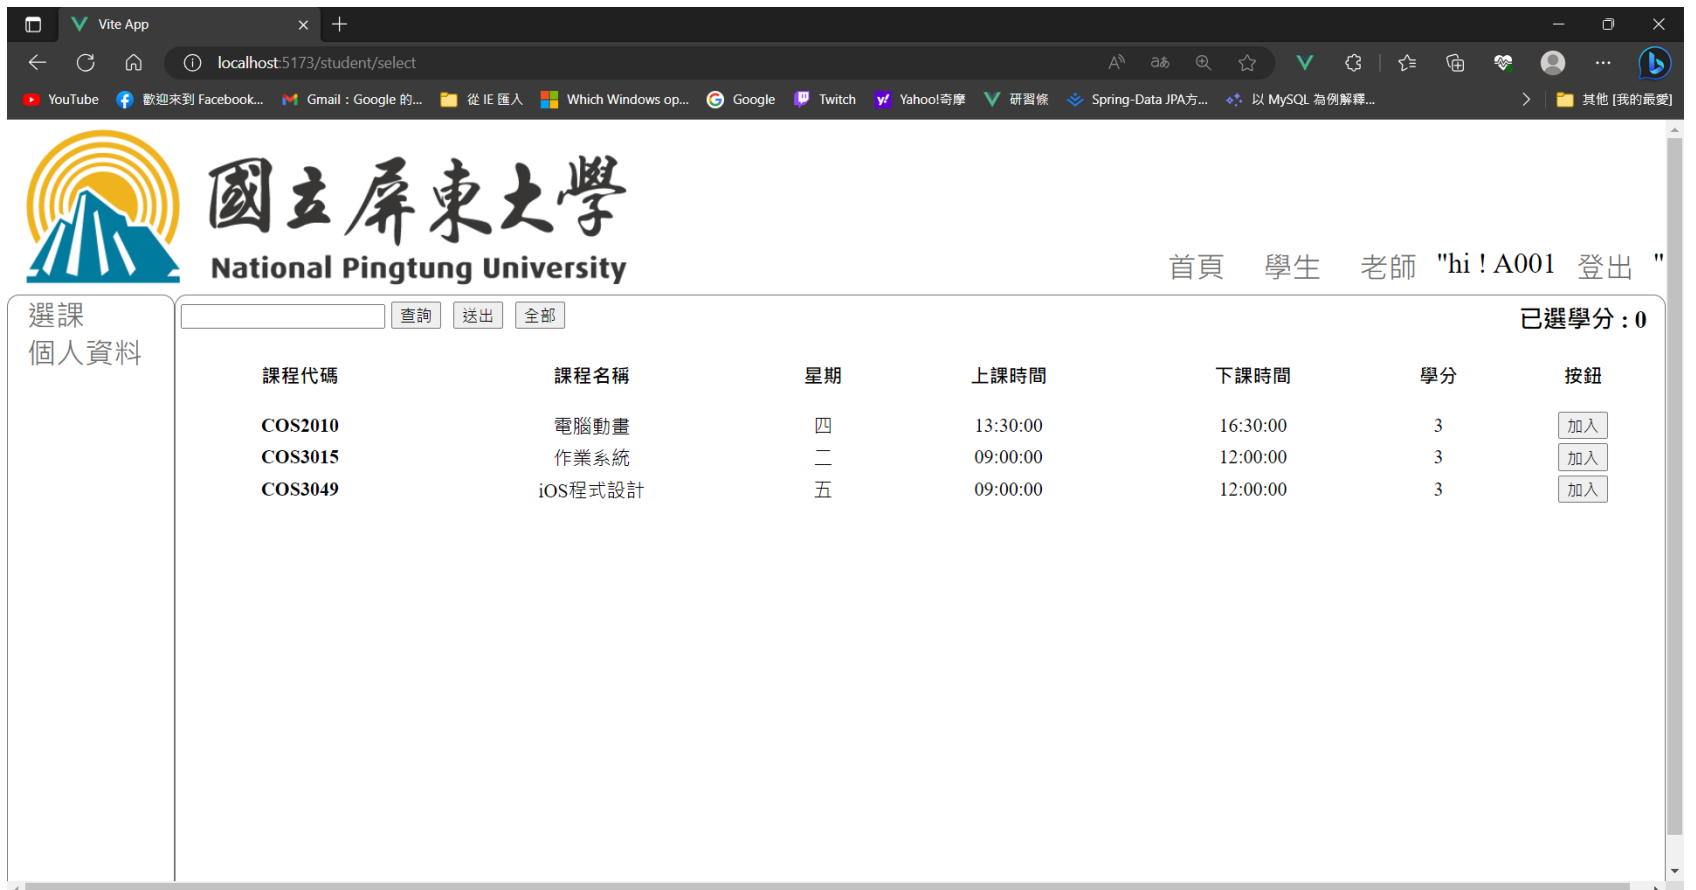 Vite App
localhost:5173/student/select
YouTube 歡迎來到 Facebook... Gmail：Google 的... 從 IE 匯入 Which Windows op... Google Twitch Yahoo!奇摩 研習條 Spring-Data JPA方... 以 MySQL 為例解釋... 其他 [我的最愛]
國立屏東大學
National Pingtung University
首頁 學生 老師 "hi ! A001 登出 "
選課
個人資料
查詢 送出 全部 已選學分 : 0
課程代碼 課程名稱 星期 上課時間 下課時間 學分 按鈕
COS2010 電腦動畫 四 13:30:00 16:30:00 3 加入
COS3015 作業系統 二 09:00:00 12:00:00 3 加入
COS3049 iOS程式設計 五 09:00:00 12:00:00 3 加入